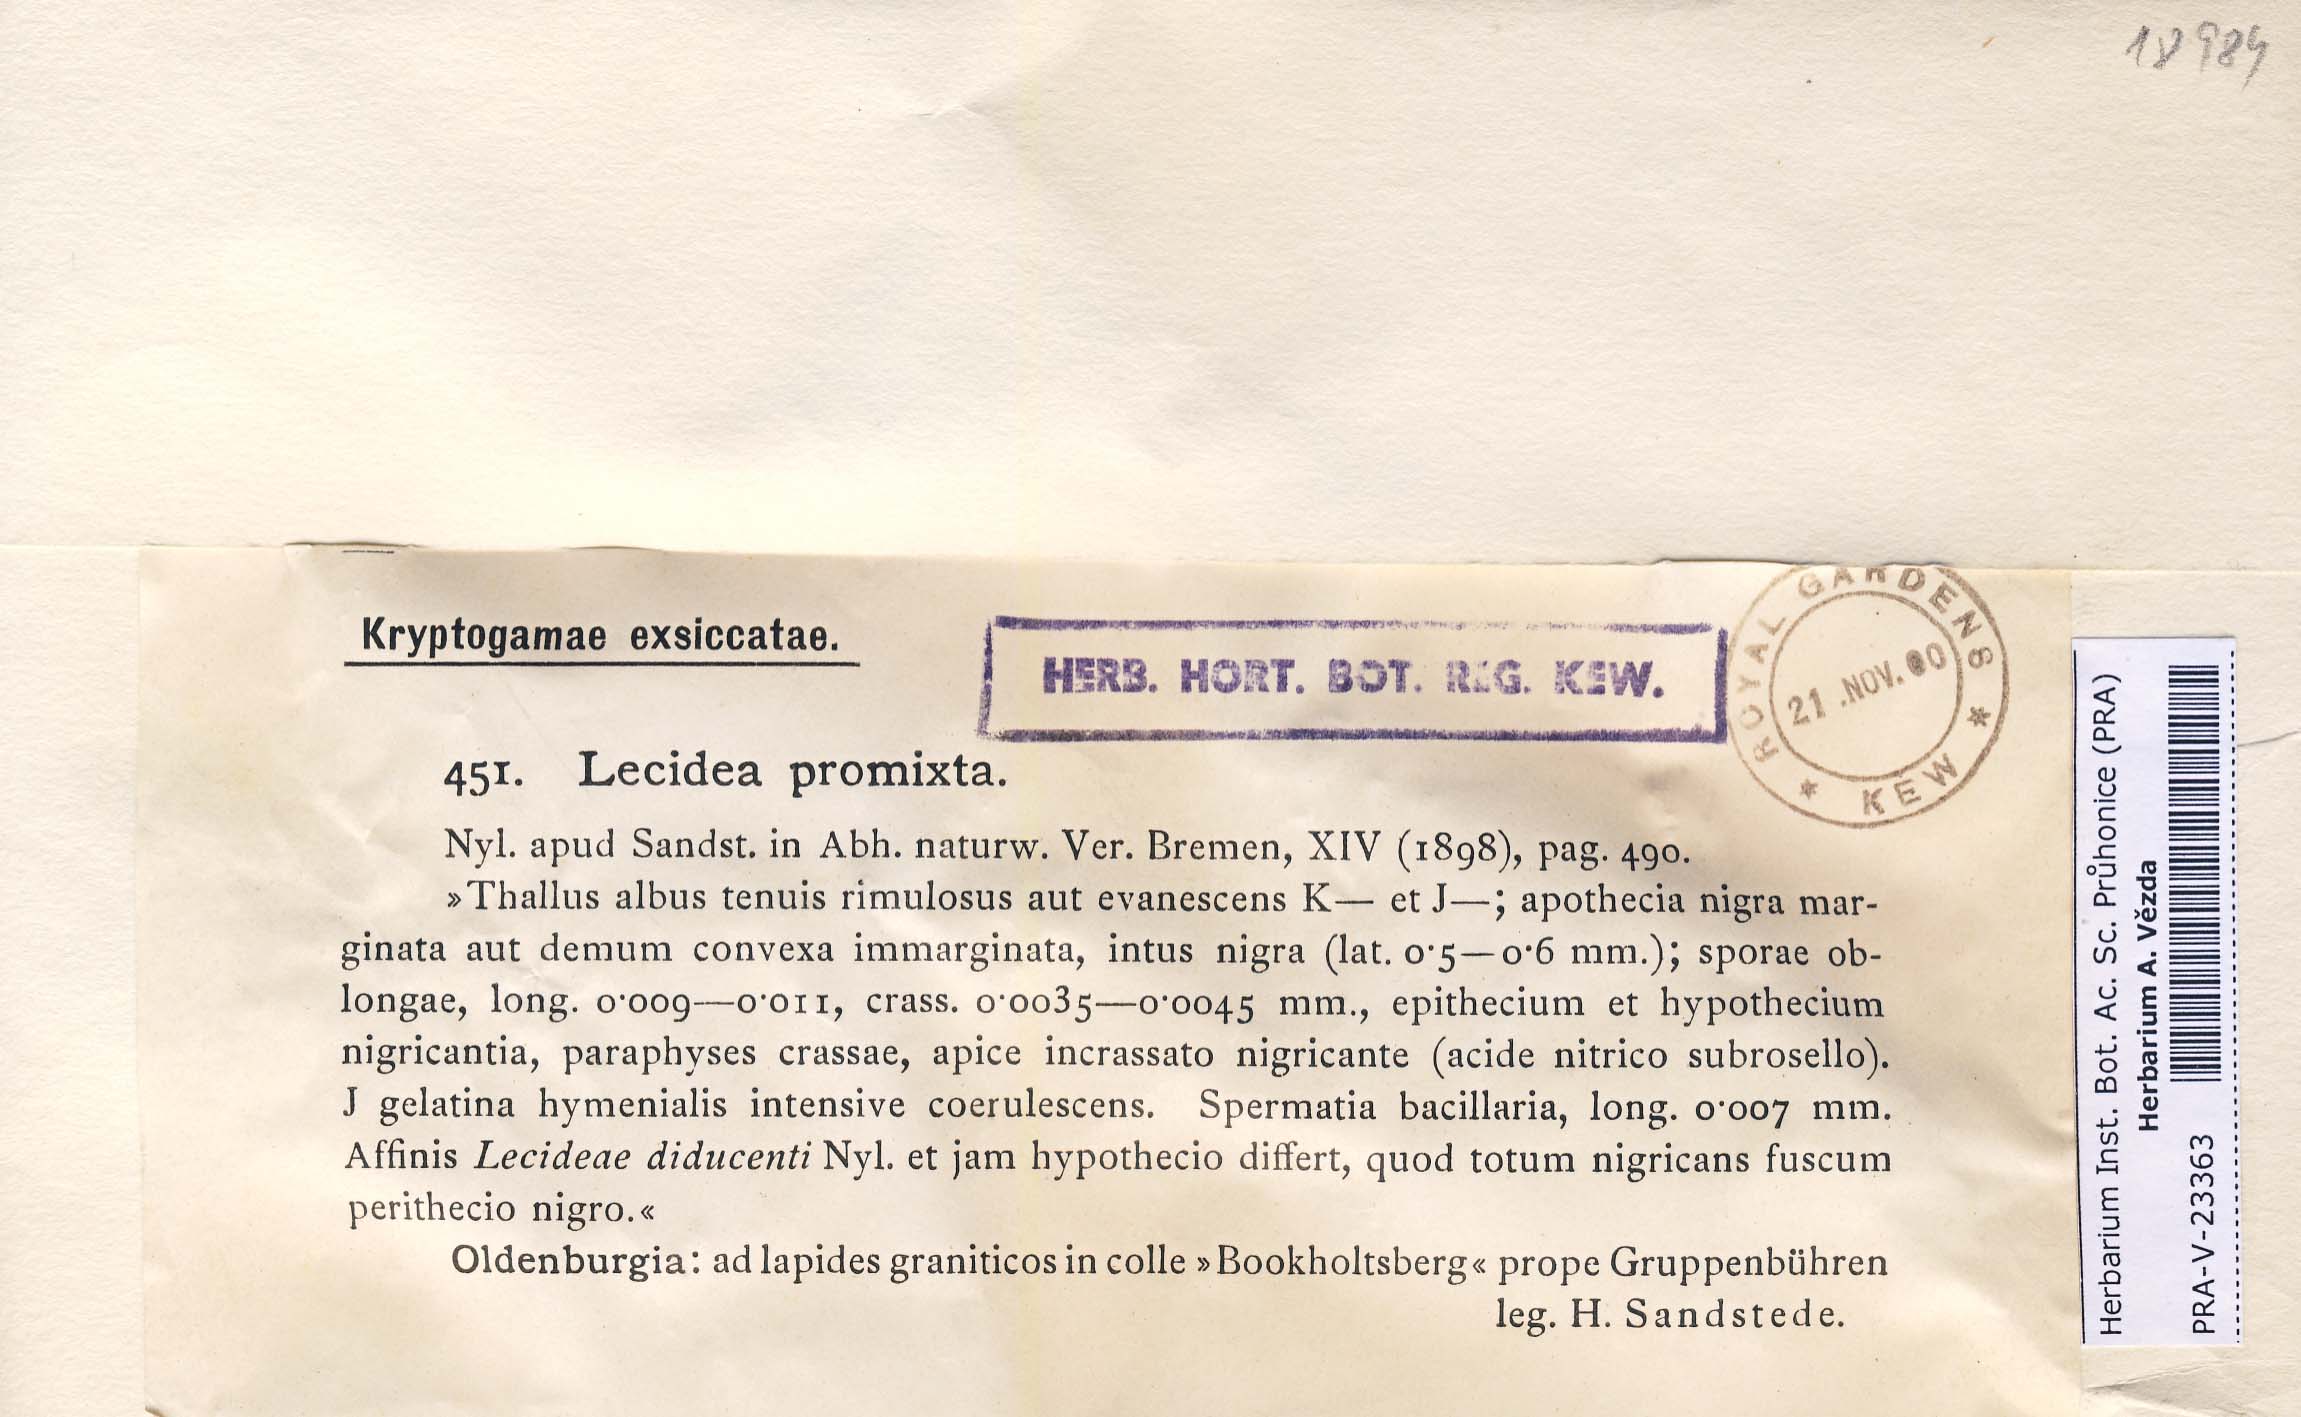 18984
Kryptogamae exsiccatae.
HERB. HORT. BOT. REG. KEW.
ROYAL GARDENS
21.NOV.00
* KEW *
451. Lecidea promixta.
Nyl. apud Sandst. in Abh. naturw. Ver. Bremen, XIV (1898), pag. 490.
»Thallus albus tenuis rimulosus aut evanescens K— et J—; apothecia nigra mar-
ginata aut demum convexa immarginata, intus nigra (lat. 0·5—0·6 mm.); sporae ob-
longae, long. 0·009—0·011, crass. 0·0035—0·0045 mm., epithecium et hypothecium
nigricantia, paraphyses crassae, apice incrassato nigricante (acide nitrico subrosello).
J gelatina hymenialis intensive coerulescens. Spermatia bacillaria, long. 0·007 mm.
Affinis Lecideae diducenti Nyl. et jam hypothecio differt, quod totum nigricans fuscum
perithecio nigro.«
Oldenburgia: ad lapides graniticos in colle »Bookholtsberg« prope Gruppenbühren
leg. H. Sandstede.
Herbarium Inst. Bot. Ac. Sc. Průhonice (PRA)
Herbarium A. Vězda
PRA-V-23363